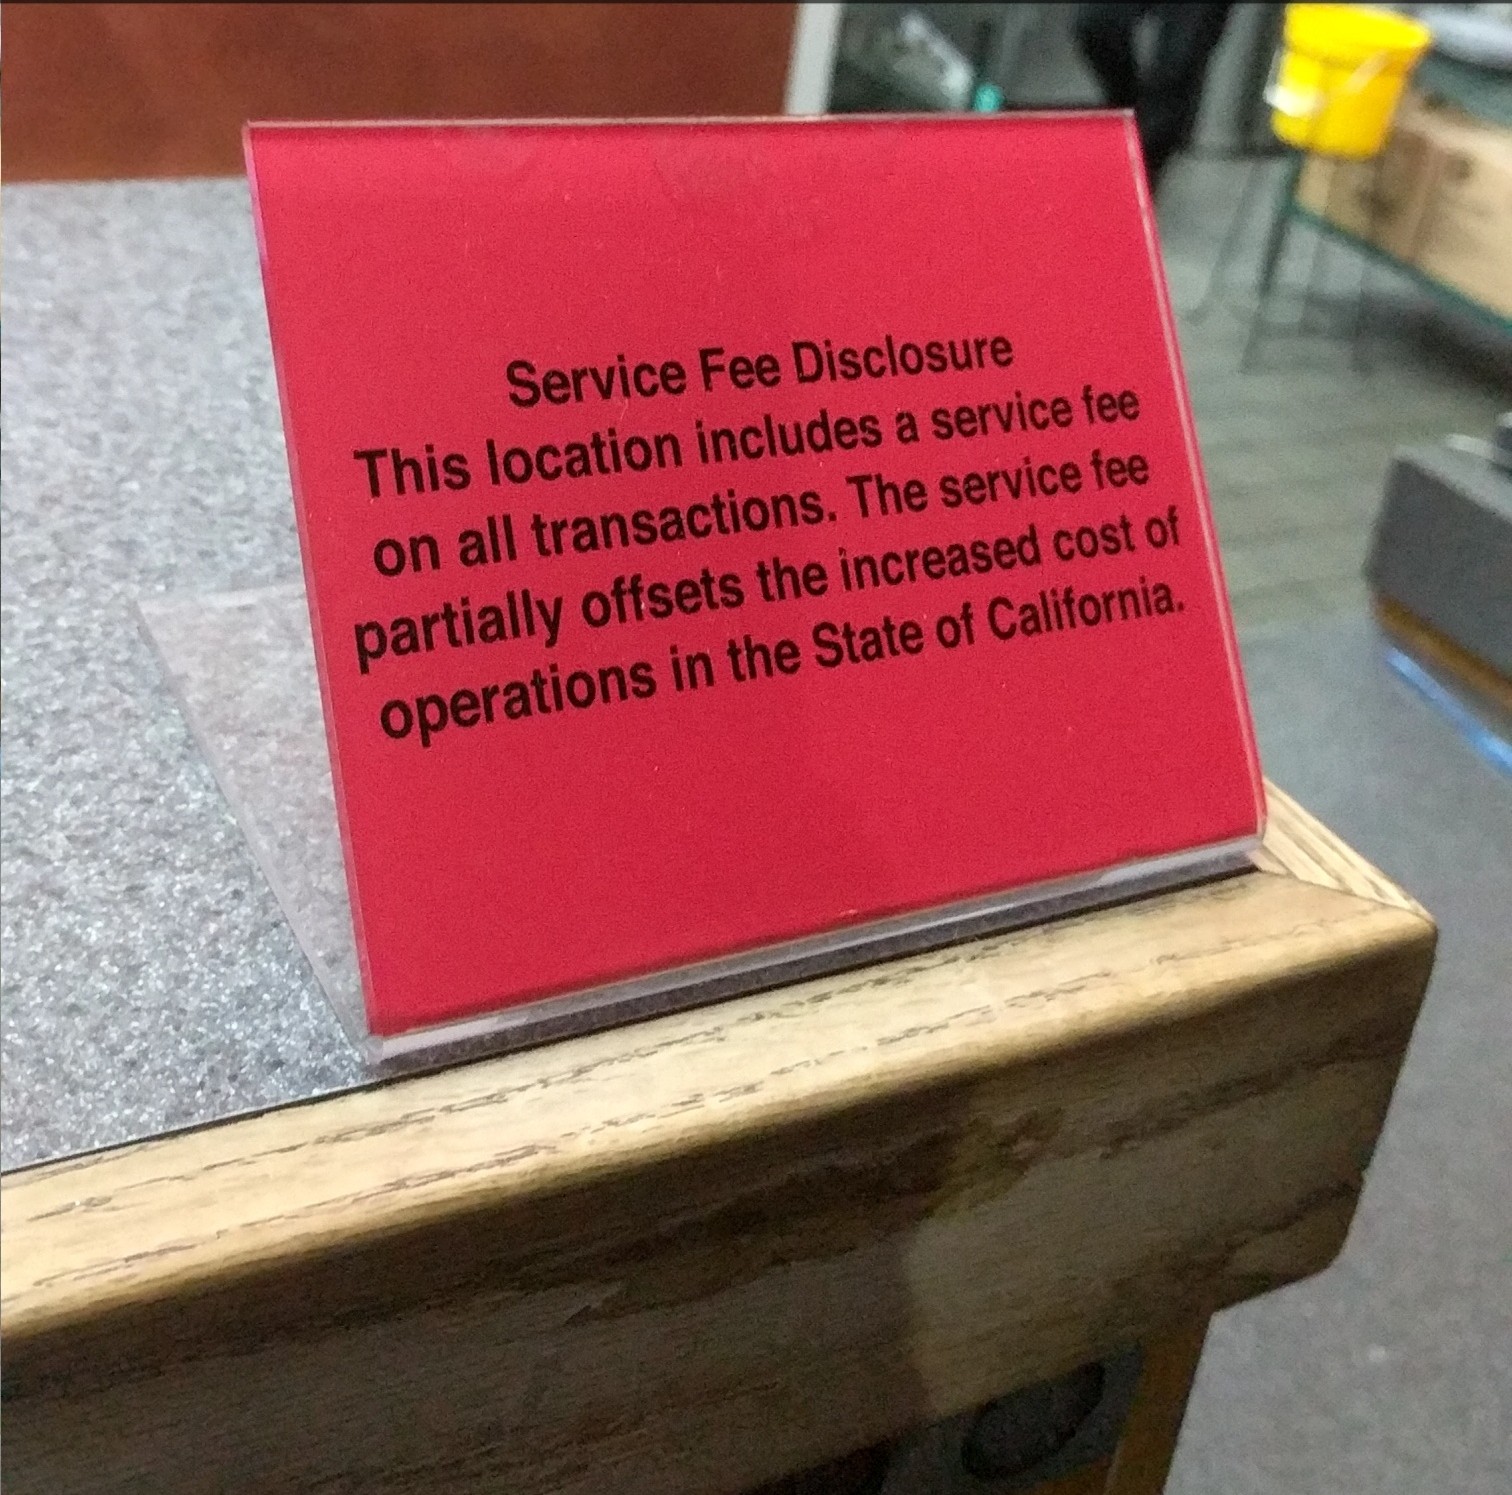 Service Fee Disclosure
This location includes a service fee
on all transactions. The service fee
partially offsets the increased cost of
operations in the State of California.